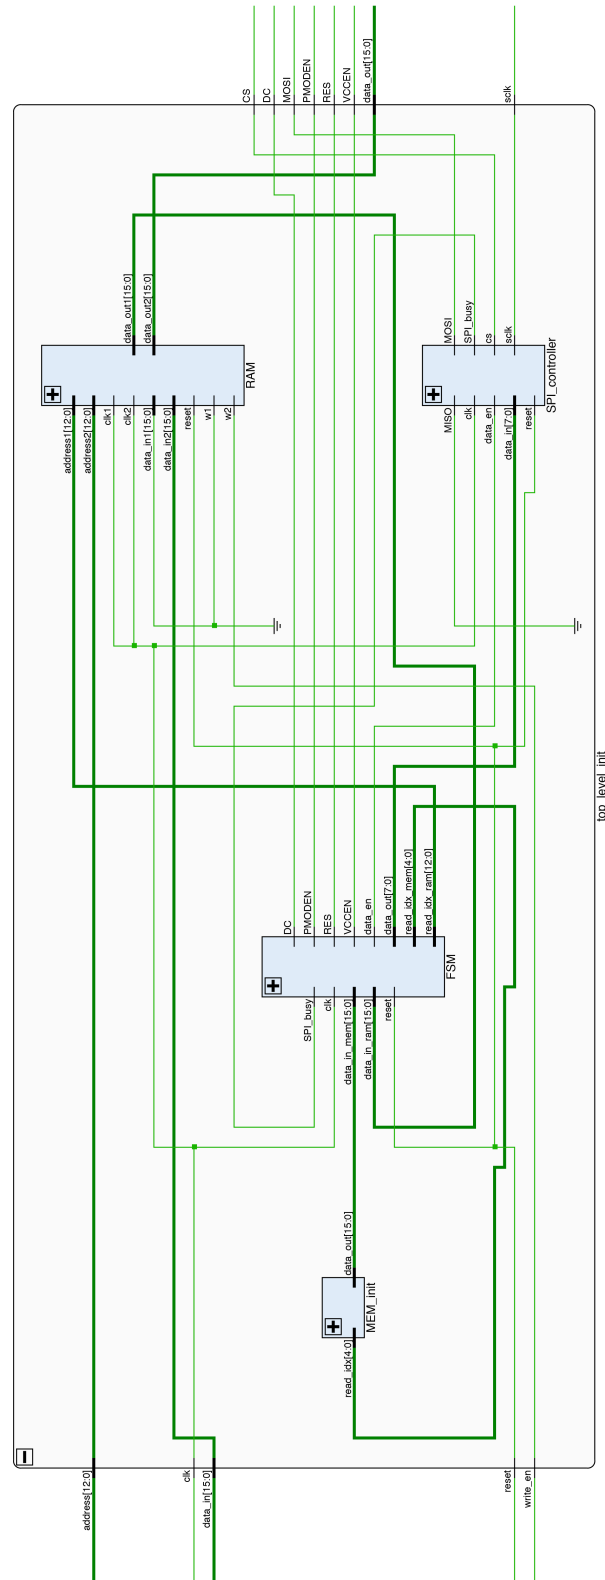 CS
DC
MOSI
PMODEN
RES
VCCEN
data_out[15:0]
sclk
data_out1[15:0]
data_out2[15:0]
RAM
address1[12:0]
address2[12:0]
clk1
clk2
data_in1[15:0]
data_in2[15:0]
reset
w1
w2
MOSI
SPI_busy
cs
sclk
SPI_controller
MISO
clk
data_en
data_in[7:0]
reset
top_level_init
DC
PMODEN
RES
VCCEN
data_en
data_out[7:0]
read_idx_mem[4:0]
read_idx_ram[12:0]
FSM
SPI_busy
clk
data_in_mem[15:0]
data_in_ram[15:0]
reset
data_out[15:0]
MEM_init
read_idx[4:0]
address[12:0]
clk
data_in[15:0]
reset
write_en